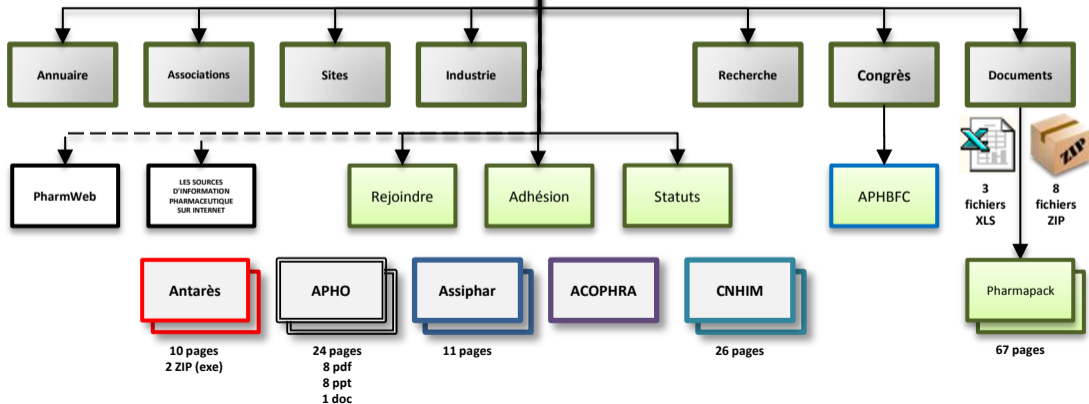 Annuaire
Associations
Sites
Industrie
Recherche
Congrès
Documents
ZIP
PharmWeb
LES SOURCES
D'INFORMATION
PHARMACEUTIQUE
SUR INTERNET
Rejoindre
Adhésion
Statuts
APHBFC
3
fichiers
XLS
8
fichiers
ZIP
Antarès
APHO
Assiphar
ACOPHRA
CNHIM
Pharmapack
10 pages
2 ZIP (exe)
24 pages
8 pdf
8 ppt
1 doc
11 pages
26 pages
67 pages